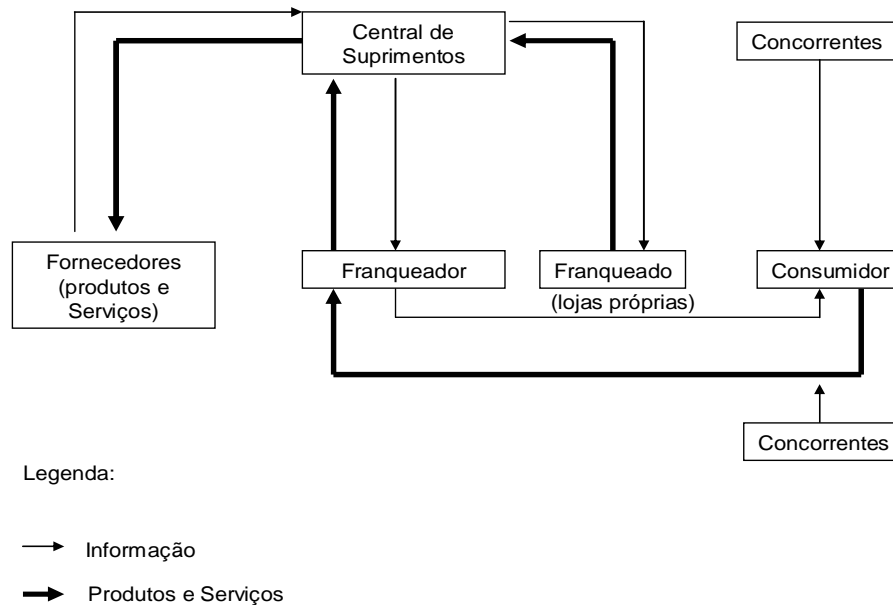 Central de
Suprimentos
Concorrentes
Fornecedores
(produtos e
Serviços)
Franqueador
Franqueado
(lojas próprias)
Consumidor
Concorrentes
Legenda:
Informação
Produtos e Serviços